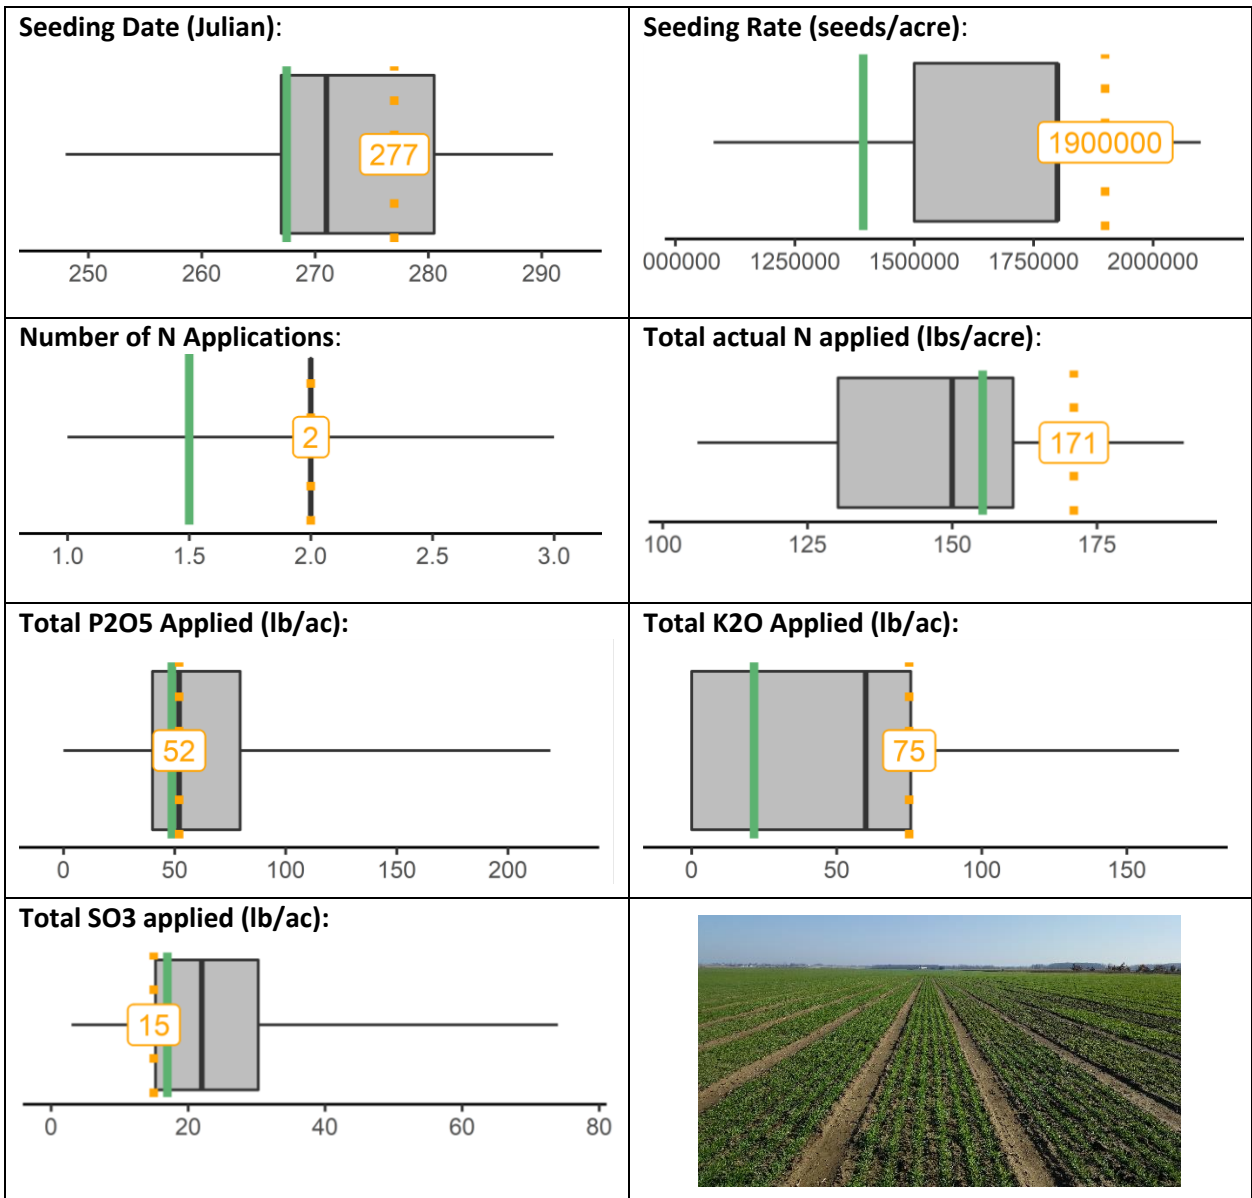 Seeding Date (Julian):
277
250 260 270 280 290
Seeding Rate (seeds/acre):
1900000
000000 1250000 1500000 1750000 2000000
Number of N Applications:
2
1.0 1.5 2.0 2.5 3.0
Total actual N applied (lbs/acre):
171
100 125 150 175
Total P2O5 Applied (lb/ac):
52
0 50 100 150 200
Total K2O Applied (lb/ac):
75
0 50 100 150
Total SO3 applied (lb/ac):
15
0 20 40 60 80